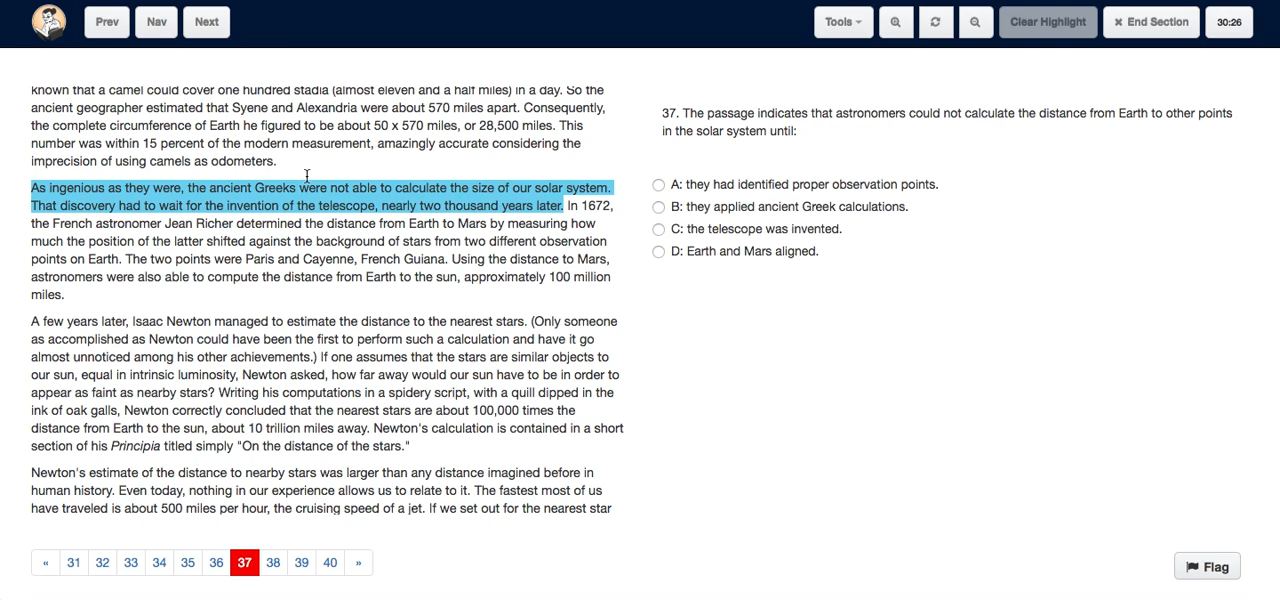 Prev Nav Next Tools Clear Highlight End Section 30:26
known that a camel could cover one hundred stadia (almost eleven and a half miles) in a day. So the
ancient geographer estimated that Syene and Alexandria were about 570 miles apart. Consequently,
the complete circumference of Earth he figured to be about 50 x 570 miles, or 28,500 miles. This
number was within 15 percent of the modern measurement, amazingly accurate considering the
imprecision of using camels as odometers.
As ingenious as they were, the ancient Greeks were not able to calculate the size of our solar system.
That discovery had to wait for the invention of the telescope, nearly two thousand years later. In 1672,
the French astronomer Jean Richer determined the distance from Earth to Mars by measuring how
much the position of the latter shifted against the background of stars from two different observation
points on Earth. The two points were Paris and Cayenne, French Guiana. Using the distance to Mars,
astronomers were also able to compute the distance from Earth to the sun, approximately 100 million
miles.
A few years later, Isaac Newton managed to estimate the distance to the nearest stars. (Only someone
as accomplished as Newton could have been the first to perform such a calculation and have it go
almost unnoticed among his other achievements.) If one assumes that the stars are similar objects to
our sun, equal in intrinsic luminosity, Newton asked, how far away would our sun have to be in order to
appear as faint as nearby stars? Writing his computations in a spidery script, with a quill dipped in the
ink of oak galls, Newton correctly concluded that the nearest stars are about 100,000 times the
distance from Earth to the sun, about 10 trillion miles away. Newton's calculation is contained in a short
section of his Principia titled simply "On the distance of the stars."
Newton's estimate of the distance to nearby stars was larger than any distance imagined before in
human history. Even today, nothing in our experience allows us to relate to it. The fastest most of us
have traveled is about 500 miles per hour, the cruising speed of a jet. If we set out for the nearest star
37. The passage indicates that astronomers could not calculate the distance from Earth to other points
in the solar system until:
A: they had identified proper observation points.
B: they applied ancient Greek calculations.
C: the telescope was invented.
D: Earth and Mars aligned.
« 31 32 33 34 35 36 37 38 39 40 »
Flag